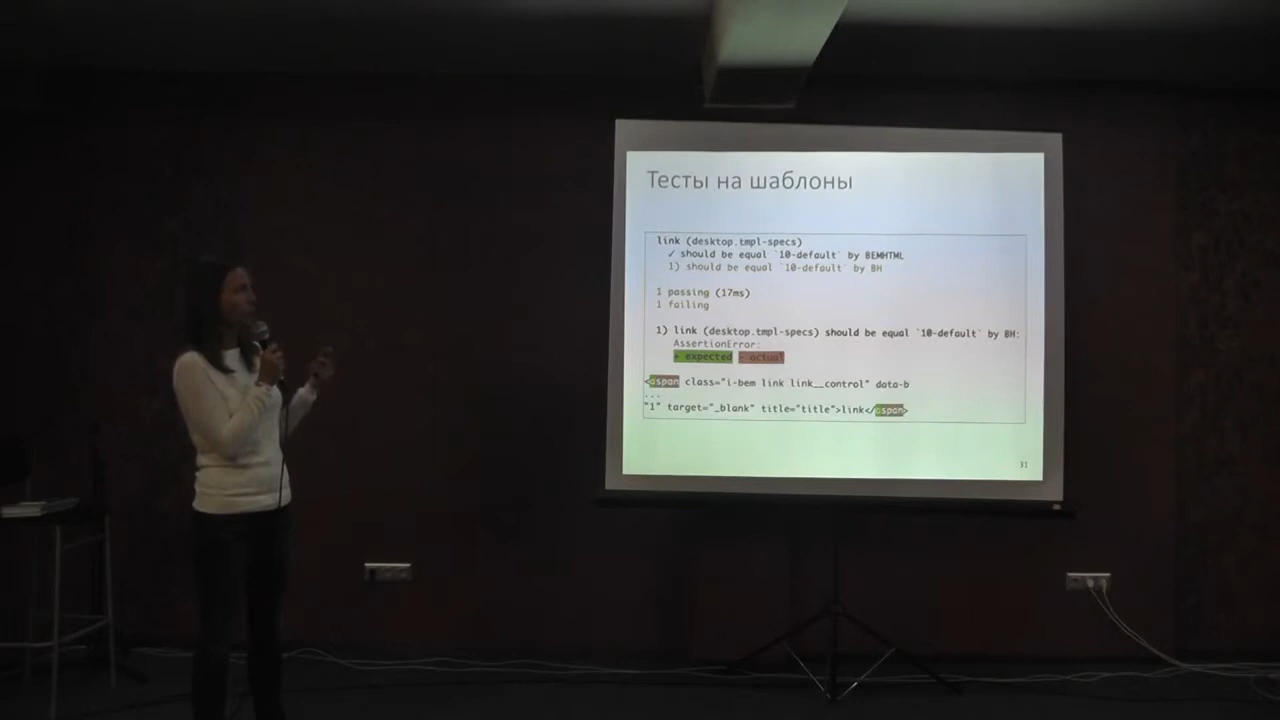 Тесты на шаблоны
link (desktop.tmpl-specs)
✓ should be equal `10-default` by BEMHTML
1) should be equal `10-default` by BH
1 passing (17ms)
1 failing
1) link (desktop.tmpl-specs) should be equal `10-default` by BH:
AssertionError:
+ expected - actual
<aspan class="i-bem link link__control" data-b
...
"1" target="_blank" title="title">link</aspan>
31